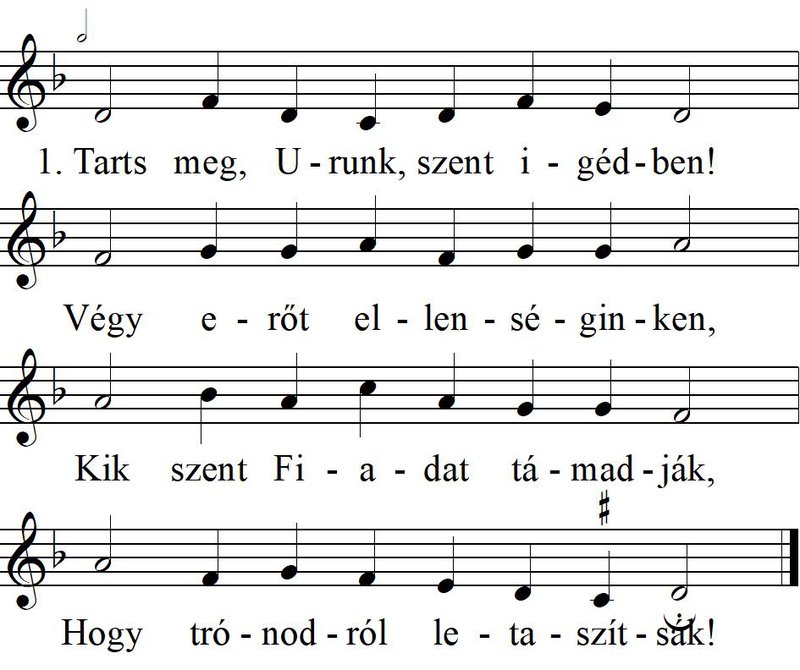 1. Tarts meg, U - runk, szent i - géd - ben!
Végy e - rőt el - len - sé - gin - ken,
Kik szent Fi - a - dat tá - mad - ják,
Hogy tró - nod - ról le - ta - szít - sák!